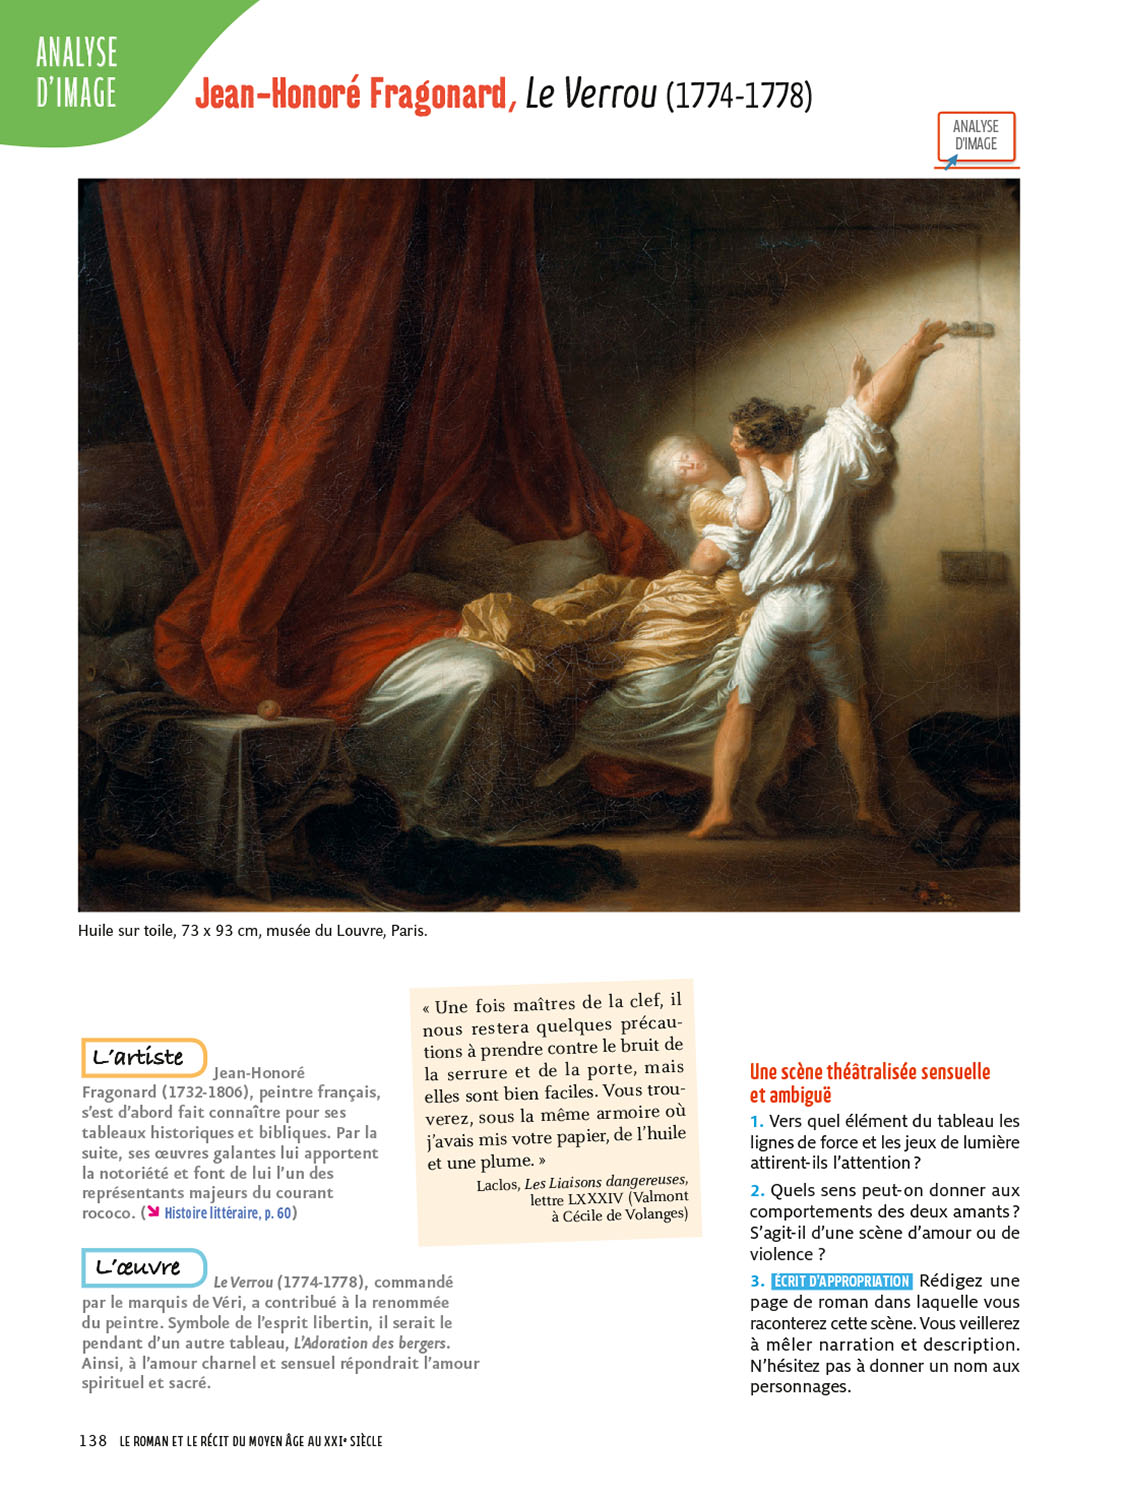 ANALYSE
D'IMAGE
Jean-Honoré Fragonard, Le Verrou (1774-1778)
ANALYSE
D'IMAGE
Huile sur toile, 73 x 93 cm, musée du Louvre, Paris.
L'artiste
Jean-Honoré
Fragonard (1732-1806), peintre français,
s'est d'abord fait connaître pour ses
tableaux historiques et bibliques. Par la
suite, ses œuvres galantes lui apportent
la notoriété et font de lui l'un des
représentants majeurs du courant
rococo. (➘ Histoire littéraire, p. 60)
L'œuvre
Le Verrou (1774-1778), commandé
par le marquis de Véri, a contribué à la renommée
du peintre. Symbole de l'esprit libertin, il serait le
pendant d'un autre tableau, L'Adoration des bergers.
Ainsi, à l'amour charnel et sensuel répondrait l'amour
spirituel et sacré.
« Une fois maîtres de la clef, il
nous restera quelques précau-
tions à prendre contre le bruit de
la serrure et de la porte, mais
elles sont bien faciles. Vous trou-
verez, sous la même armoire où
j'avais mis votre papier, de l'huile
et une plume. »
Laclos, Les Liaisons dangereuses,
lettre LXXXIV (Valmont
à Cécile de Volanges)
Une scène théâtralisée sensuelle
et ambiguë
1. Vers quel élément du tableau les
lignes de force et les jeux de lumière
attirent-ils l'attention ?
2. Quels sens peut-on donner aux
comportements des deux amants ?
S'agit-il d'une scène d'amour ou de
violence ?
3. ÉCRIT D'APPROPRIATION Rédigez une
page de roman dans laquelle vous
raconterez cette scène. Vous veillerez
à mêler narration et description.
N'hésitez pas à donner un nom aux
personnages.
138 LE ROMAN ET LE RÉCIT DU MOYEN ÂGE AU XXIe SIÈCLE